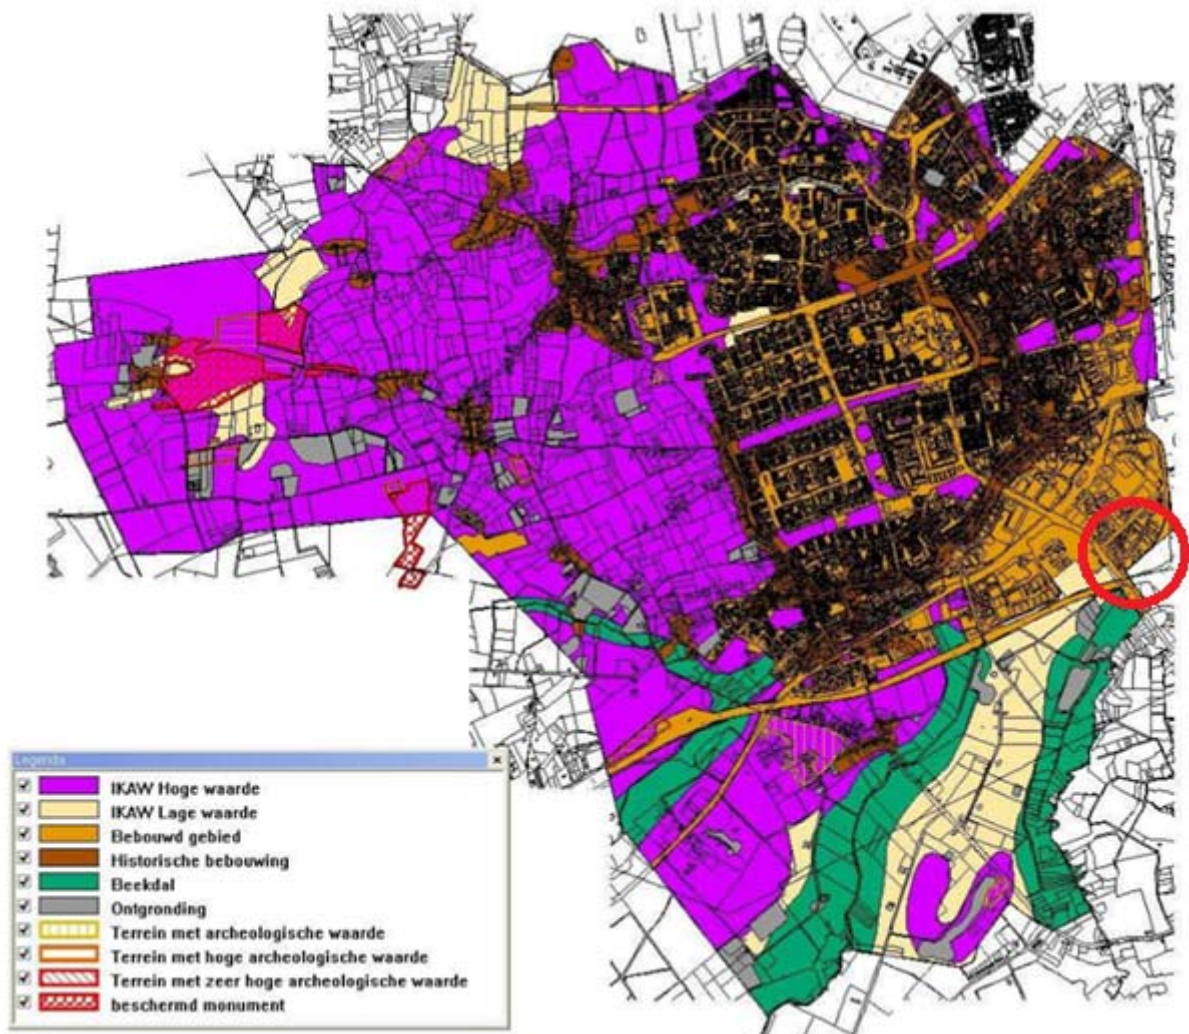 Legenda
IKAW Hoge waarde
IKAW Lage waarde
Bebouwd gebied
Historische bebouwing
Beekdal
Ontgronding
Terrein met archeologische waarde
Terrein met hoge archeologische waarde
Terrein met zeer hoge archeologische waarde
beschermd monument